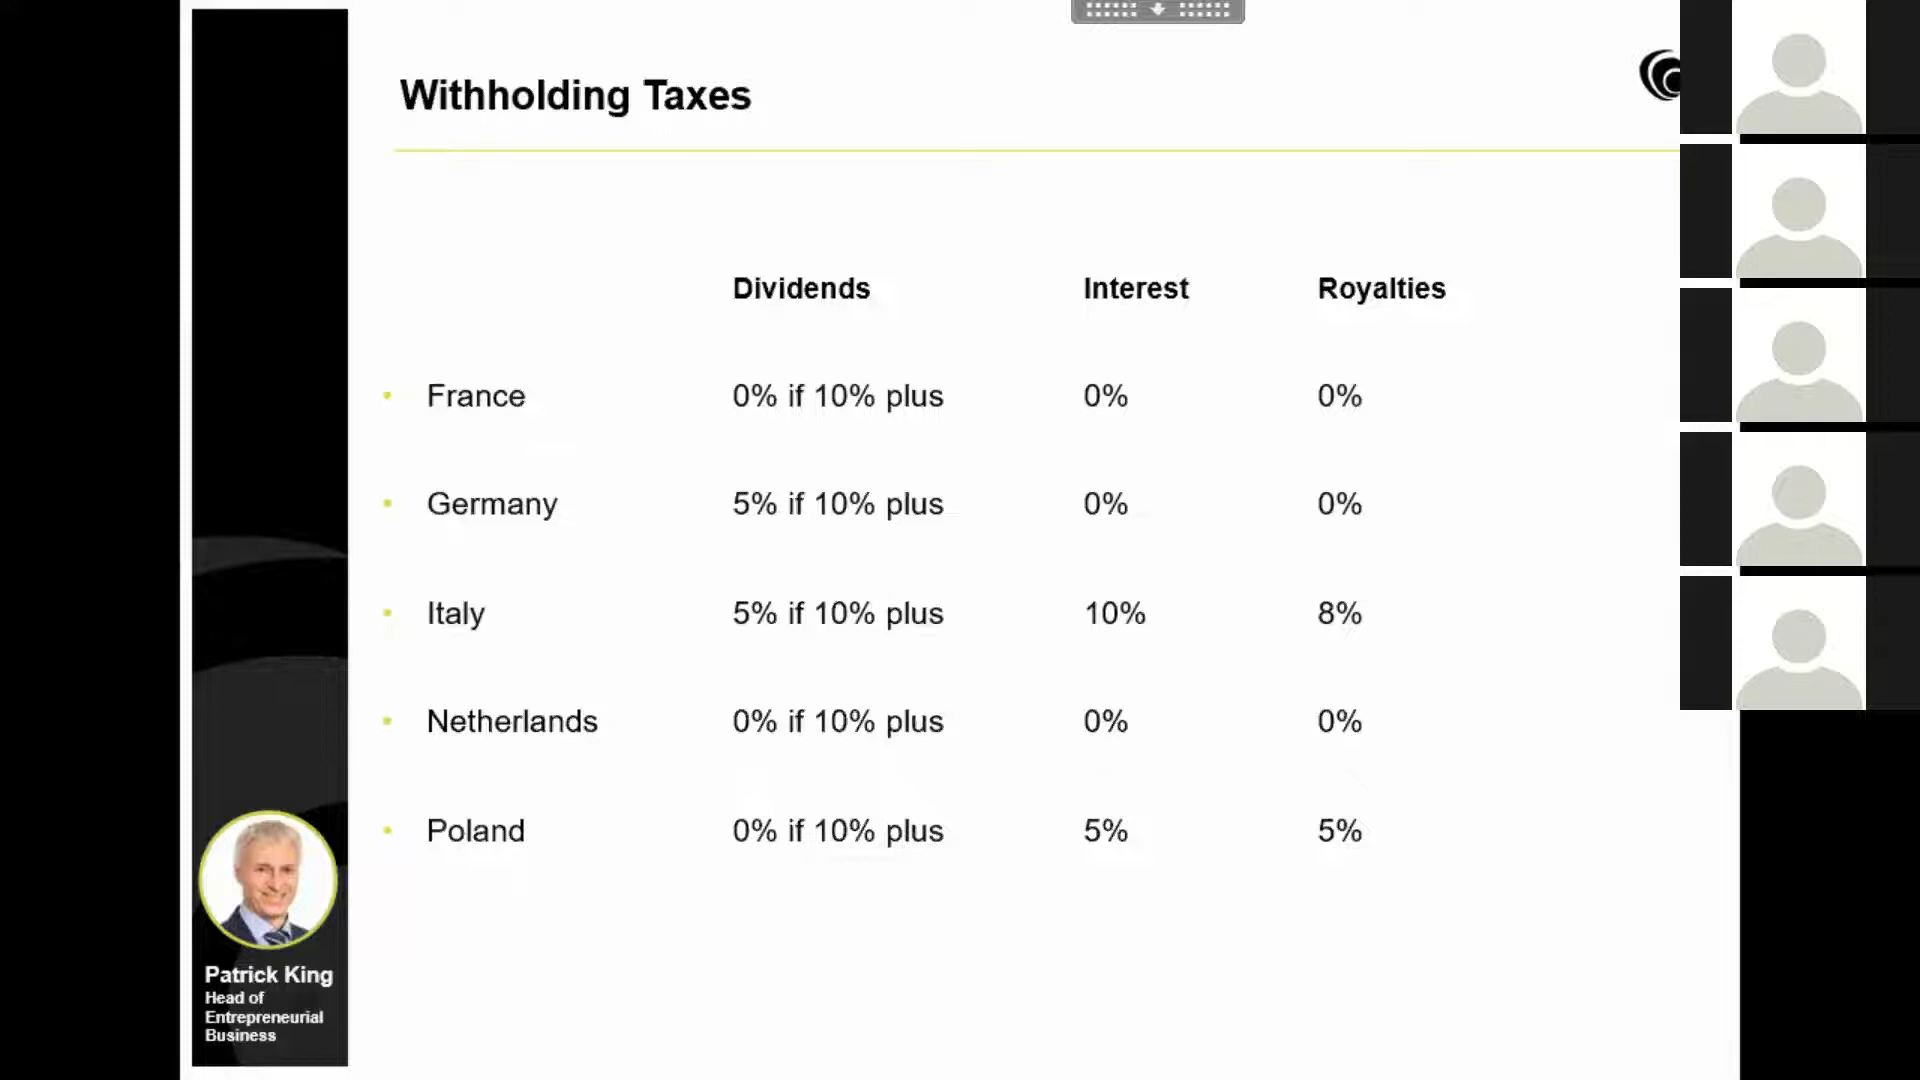 Withholding Taxes
Dividends Interest Royalties
• France 0% if 10% plus 0% 0%
• Germany 5% if 10% plus 0% 0%
• Italy 5% if 10% plus 10% 8%
• Netherlands 0% if 10% plus 0% 0%
• Poland 0% if 10% plus 5% 5%
Patrick King
Head of
Entrepreneurial
Business